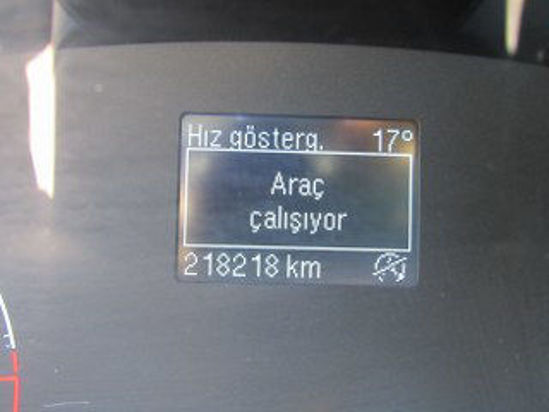 Hız gösterg. 17°
Araç
çalışıyor
218218 km